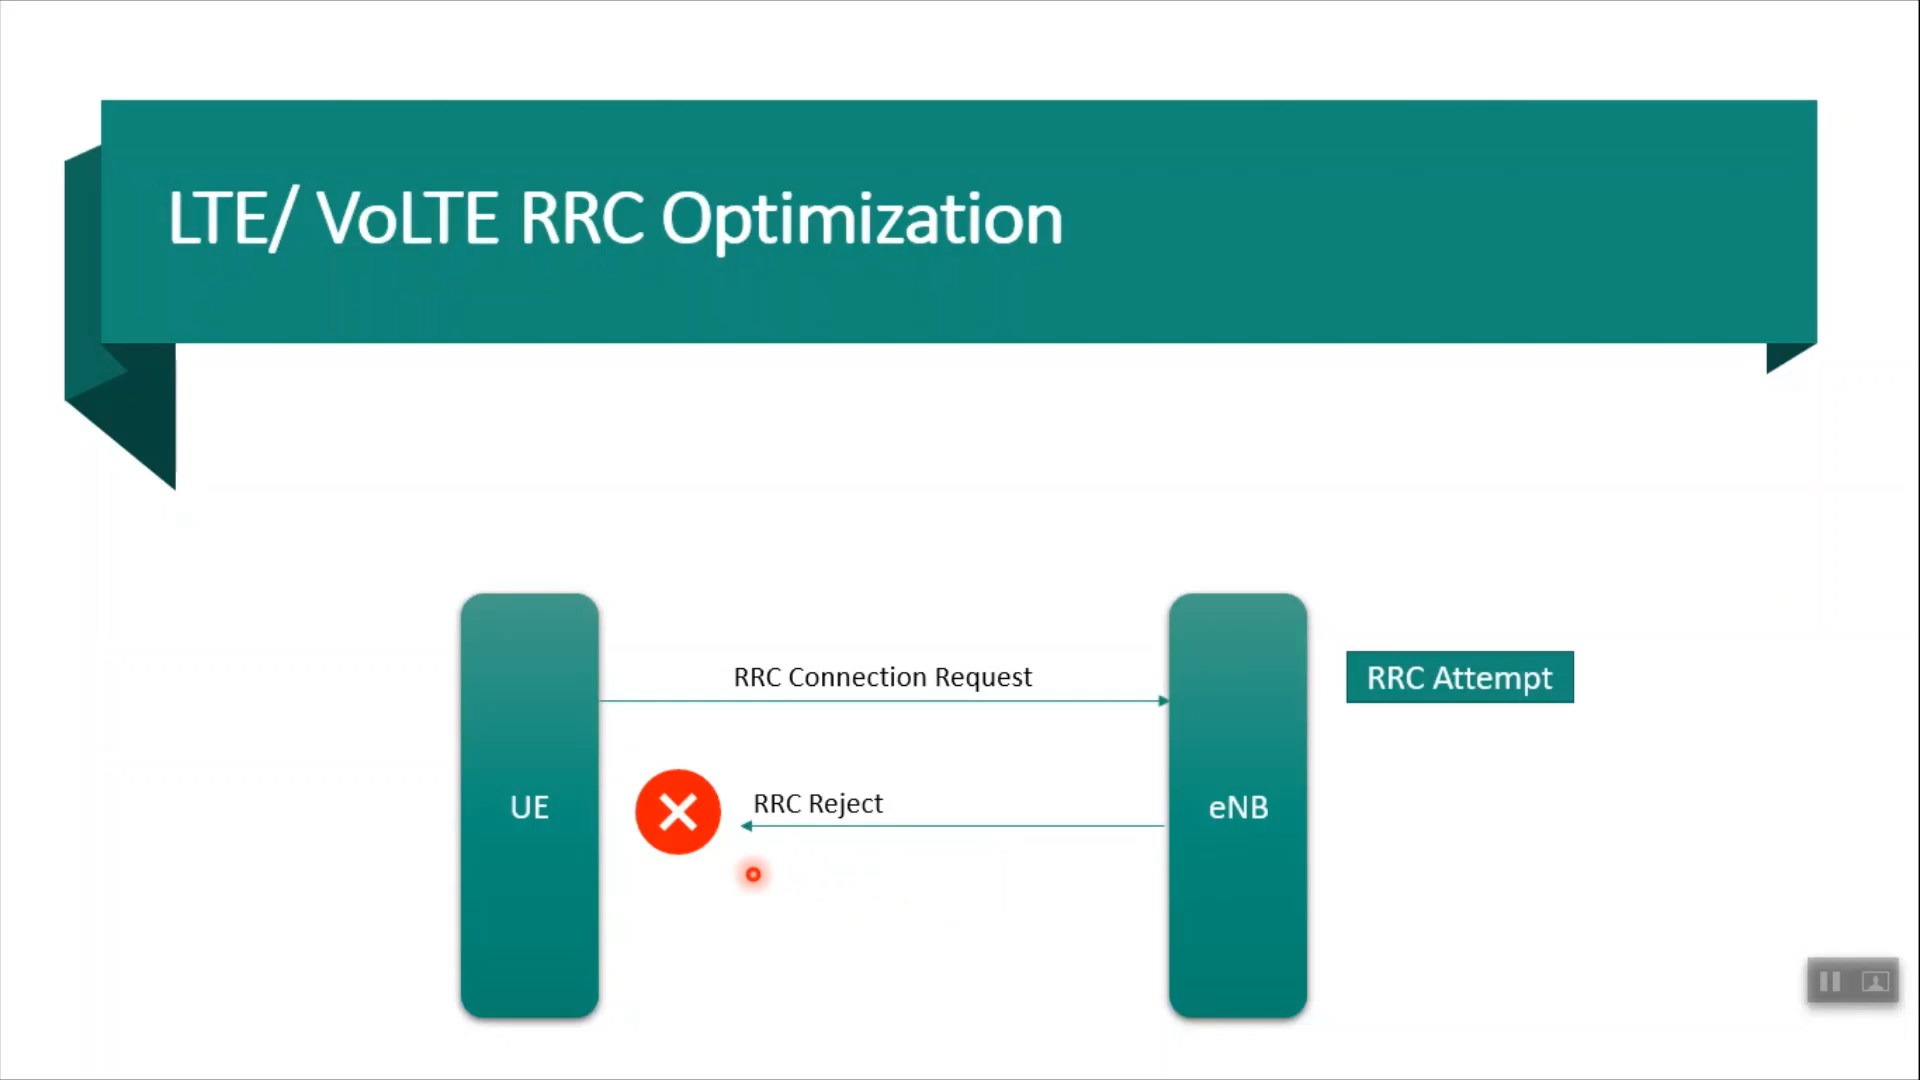 LTE/ VoLTE RRC Optimization
RRC Connection Request
RRC Attempt
UE
RRC Reject
eNB